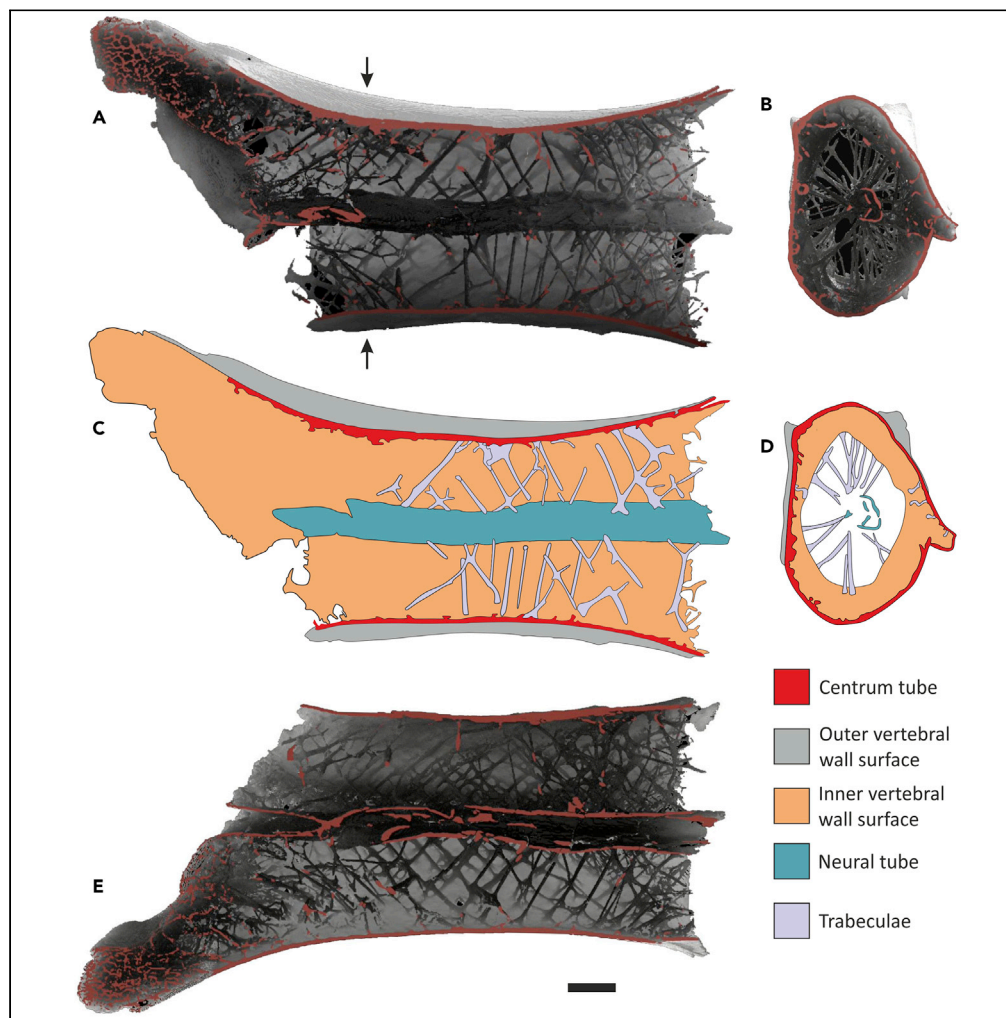 A
B
C
D
Centrum tube
Outer vertebral
wall surface
Inner vertebral
wall surface
Neural tube
E
Trabeculae